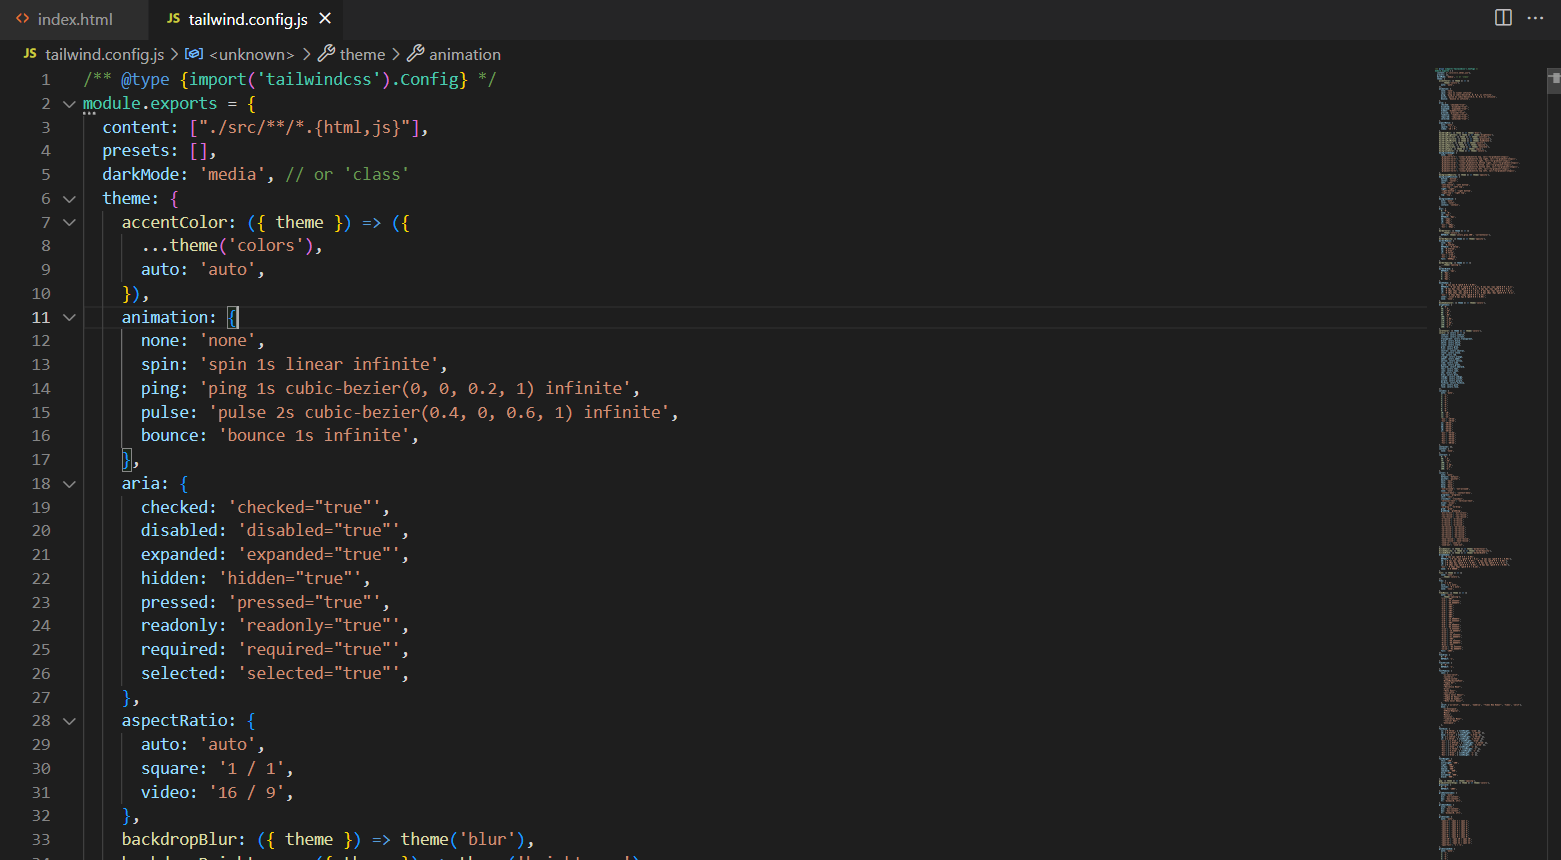 index.html
JS tailwind.config.js
JS tailwind.config.js > <unknown> > theme > animation
1 /** @type {import('tailwindcss').Config} */
2 module.exports = {
3 content: ["./src/**/*.{html,js}"],
4 presets: [],
5 darkMode: 'media', // or 'class'
6 theme: {
7 accentColor: ({ theme }) => ({
8 ...theme('colors'),
9 auto: 'auto',
10 }),
11 animation: {
12 none: 'none',
13 spin: 'spin 1s linear infinite',
14 ping: 'ping 1s cubic-bezier(0, 0, 0.2, 1) infinite',
15 pulse: 'pulse 2s cubic-bezier(0.4, 0, 0.6, 1) infinite',
16 bounce: 'bounce 1s infinite',
17 },
18 aria: {
19 checked: 'checked="true"',
20 disabled: 'disabled="true"',
21 expanded: 'expanded="true"',
22 hidden: 'hidden="true"',
23 pressed: 'pressed="true"',
24 readonly: 'readonly="true"',
25 required: 'required="true"',
26 selected: 'selected="true"',
27 },
28 aspectRatio: {
29 auto: 'auto',
30 square: '1 / 1',
31 video: '16 / 9',
32 },
33 backdropBlur: ({ theme }) => theme('blur'),